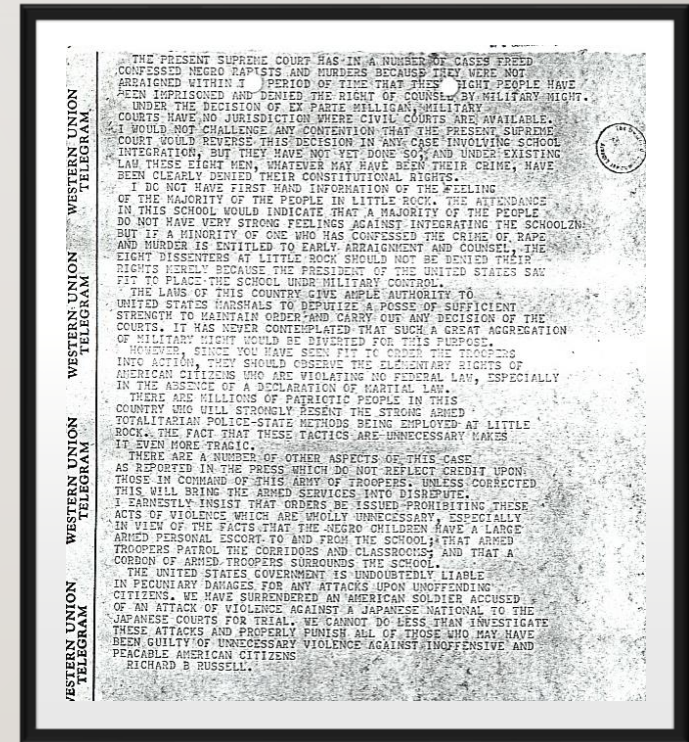 THE PRESENT SUPREME COURT HAS IN A NUMBER OF CASES FREED
CONFESSED NEGRO RAPISTS AND MURDERS BECAUSE THEY WERE NOT
ARRAIGNED WITHIN PERIOD OF TIME THAT THESE EIGHT PEOPLE HAVE
BEEN IMPRISONED AND DENIED THE RIGHT OF COUNSEL BY MILITARY MIGHT.
UNDER THE DECISION OF EX PARTE MILLIGAN, MILITARY
COURTS HAVE NO JURISDICTION WHERE CIVIL COURTS ARE AVAILABLE.
I WOULD NOT CHALLENGE ANY CONTENTION THAT THE PRESENT SUPREME
COURT WOULD REVERSE THIS DECISION IN ANY CASE INVOLVING SCHOOL
INTEGRATION, BUT THEY HAVE NOT YET DONE SO, AND UNDER EXISTING
LAW THESE EIGHT MEN, WHATEVER MAY HAVE BEEN THEIR CRIME, HAVE
BEEN CLEARLY DENIED THEIR CONSTITUTIONAL RIGHTS.
I DO NOT HAVE FIRST HAND INFORMATION OF THE FEELING
OF THE MAJORITY OF THE PEOPLE IN LITTLE ROCK. THE ATTENDANCE
IN THIS SCHOOL WOULD INDICATE THAT A MAJORITY OF THE PEOPLE
DO NOT HAVE VERY STRONG FEELINGS AGAINST INTEGRATING THE SCHOOLZN
BUT IF A MINORITY OF ONE WHO HAS CONFESSED THE CRIME OF RAPE
AND MURDER IS ENTITLED TO EARLY ARRAIGNMENT AND COUNSEL, THE
EIGHT DISSENTERS AT LITTLE ROCK SHOULD NOT BE DENIED THEIR
RIGHTS MERELY BECAUSE THE PRESIDENT OF THE UNITED STATES SAW
FIT TO PLACE THE SCHOOL UNDR MILITARY CONTROL.
THE LAWS OF THIS COUNTRY GIVE AMPLE AUTHORITY TO
UNITED STATES MARSHALS TO DEPUTIZE A POSSE OF SUFFICIENT
STRENGTH TO MAINTAIN ORDER AND CARRY OUT ANY DECISION OF THE
COURTS. IT HAS NEVER CONTEMPLATED THAT SUCH A GREAT AGGREGATION
OF MILITARY MIGHT WOULD BE DIVERTED FOR THIS PURPOSE.
HOWEVER, SINCE YOU HAVE SEEN FIT TO ORDER THE TROOPERS
INTO ACTION, THEY SHOULD OBSERVE THE ELEMENTARY RIGHTS OF
AMERICAN CITIZENS WHO ARE VIOLATING NO FEDERAL LAW, ESPECIALLY
IN THE ABSENCE OF A DECLARATION OF MARTIAL LAW.
THERE ARE MILLIONS OF PATRIOTIC PEOPLE IN THIS
COUNTRY WHO WILL STRONGLY RESENT THE STRONG ARMED
TOTALITARIAN POLICE-STATE METHODS BEING EMPLOYED AT LITTLE
ROCK. THE FACT THAT THESE TACTICS ARE UNNECESSARY MAKES
IT EVEN MORE TRAGIC.
THERE ARE A NUMBER OF OTHER ASPECTS OF THIS CASE
AS REPORTED IN THE PRESS WHICH DO NOT REFLECT CREDIT UPON
THOSE IN COMMAND OF THIS ARMY OF TROOPERS. UNLESS CORRECTED
THIS WILL BRING THE ARMED SERVICES INTO DISREPUTE.
I EARNESTLY INSIST THAT ORDERS BE ISSUED PROHIBITING THESE
ACTS OF VIOLENCE WHICH ARE WHOLLY UNNECESSARY, ESPECIALLY
IN VIEW OF THE FACTS THAT THE NEGRO CHILDREN HAVE A LARGE
ARMED PERSONAL ESCORT TO AND FROM THE SCHOOL; THAT ARMED
TROOPERS PATROL THE CORRIDORS AND CLASSROOMS; AND THAT A
CORDON OF ARMED TROOPERS SURROUNDS THE SCHOOL.
THE UNITED STATES GOVERNMENT IS UNDOUBTEDLY LIABLE
IN PECUNIARY DAMAGES FOR ANY ATTACKS UPON UNOFFENDING
CITIZENS. WE HAVE SURRENDERED AN AMERICAN SOLDIER ACCUSED
OF AN ATTACK OF VIOLENCE AGAINST A JAPANESE NATIONAL TO THE
JAPANESE COURTS FOR TRIAL. WE CANNOT DO LESS THAN INVESTIGATE
THESE ATTACKS AND PROPERLY PUNISH ALL OF THOSE WHO MAY HAVE
BEEN GUILTY OF UNNECESSARY VIOLENCE AGAINST INOFFENSIVE AND
PEACABLE AMERICAN CITIZENS
RICHARD B RUSSELL.
WESTERN UNION
TELEGRAM
WESTERN UNION
TELEGRAM
WESTERN UNION
TELEGRAM
WESTERN UNION
TELEGRAM